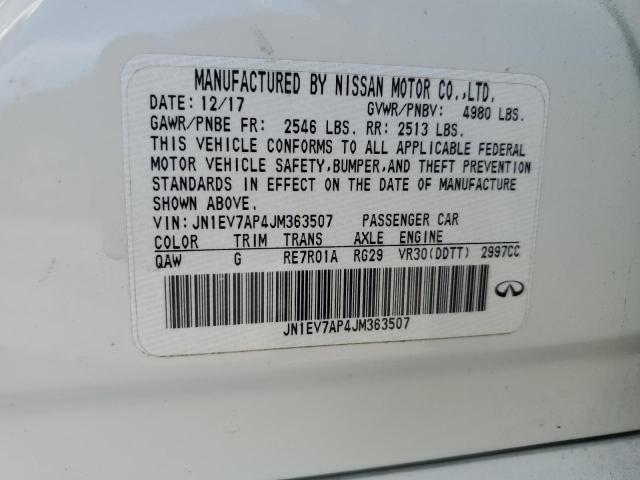 MANUFACTURED BY NISSAN MOTOR CO.,LTD.
DATE: 12/17 GVWR/PNBV: 4980 LBS.
GAWR/PNBE FR: 2546 LBS. RR: 2513 LBS.
THIS VEHICLE CONFORMS TO ALL APPLICABLE FEDERAL
MOTOR VEHICLE SAFETY,BUMPER,AND THEFT PREVENTION
STANDARDS IN EFFECT ON THE DATE OF MANUFACTURE
SHOWN ABOVE.
VIN: JN1EV7AP4JM363507 PASSENGER CAR
COLOR TRIM TRANS AXLE ENGINE
QAW G RE7R01A RG29 VR30(DDTT) 2997CC
JN1EV7AP4JM363507